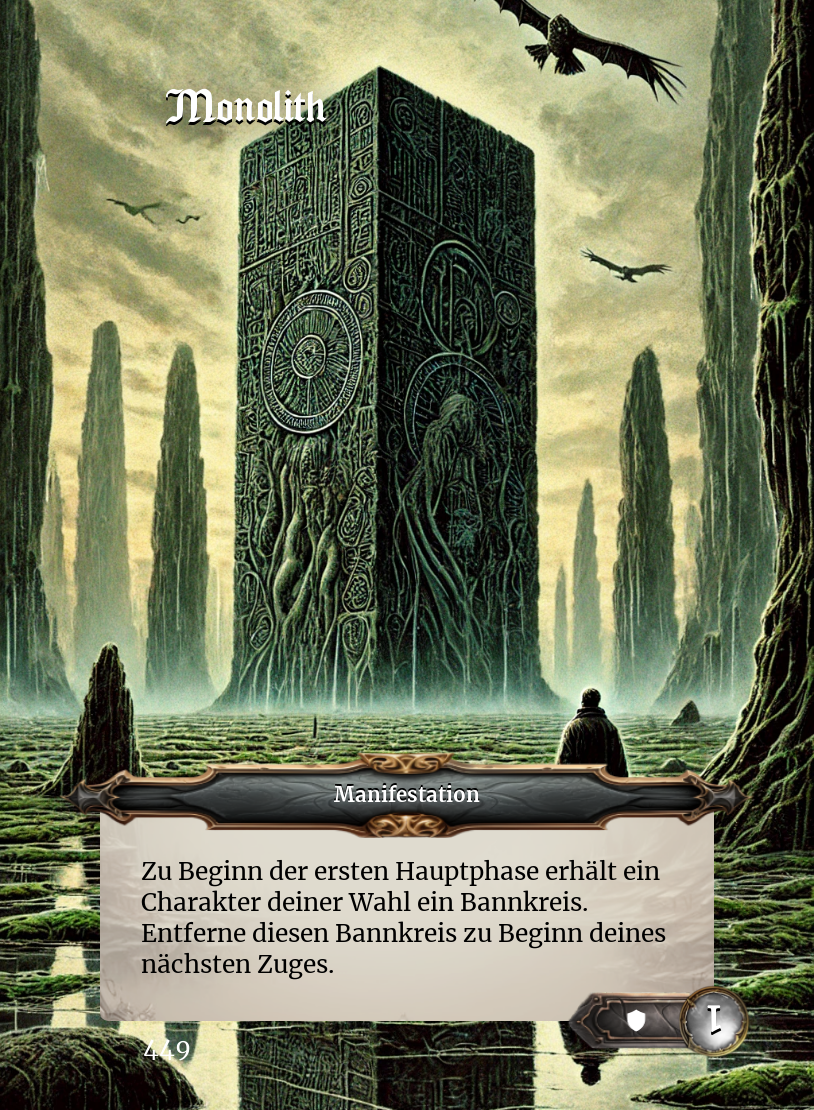 Monolith
Manifestation
Zu Beginn der ersten Hauptphase erhält ein
Charakter deiner Wahl ein Bannkreis.
Entferne diesen Bannkreis zu Beginn deines
nächsten Zuges.
449